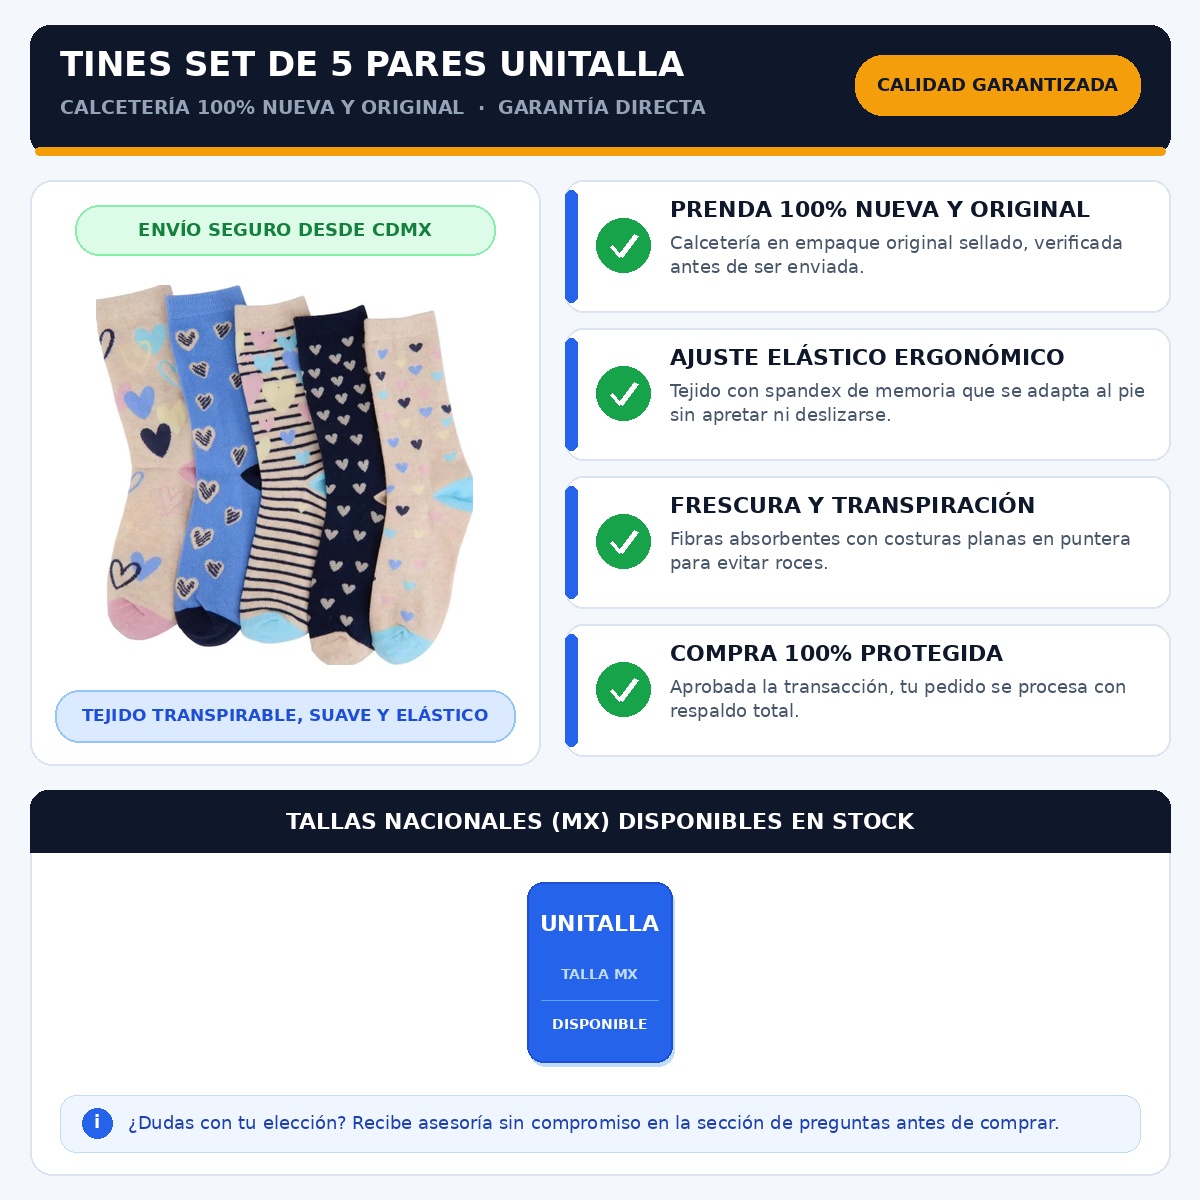 TINES SET DE 5 PARES UNITALLA
CALCETERÍA 100% NUEVA Y ORIGINAL · GARANTÍA DIRECTA
CALIDAD GARANTIZADA
ENVÍO SEGURO DESDE CDMX
TEJIDO TRANSPIRABLE, SUAVE Y ELÁSTICO
PRENDA 100% NUEVA Y ORIGINAL
Calcetería en empaque original sellado, verificada
antes de ser enviada.
AJUSTE ELÁSTICO ERGONÓMICO
Tejido con spandex de memoria que se adapta al pie
sin apretar ni deslizarse.
FRESCURA Y TRANSPIRACIÓN
Fibras absorbentes con costuras planas en puntera
para evitar roces.
COMPRA 100% PROTEGIDA
Aprobada la transacción, tu pedido se procesa con
respaldo total.
TALLAS NACIONALES (MX) DISPONIBLES EN STOCK
UNITALLA
TALLA MX
DISPONIBLE
i ¿Dudas con tu elección? Recibe asesoría sin compromiso en la sección de preguntas antes de comprar.